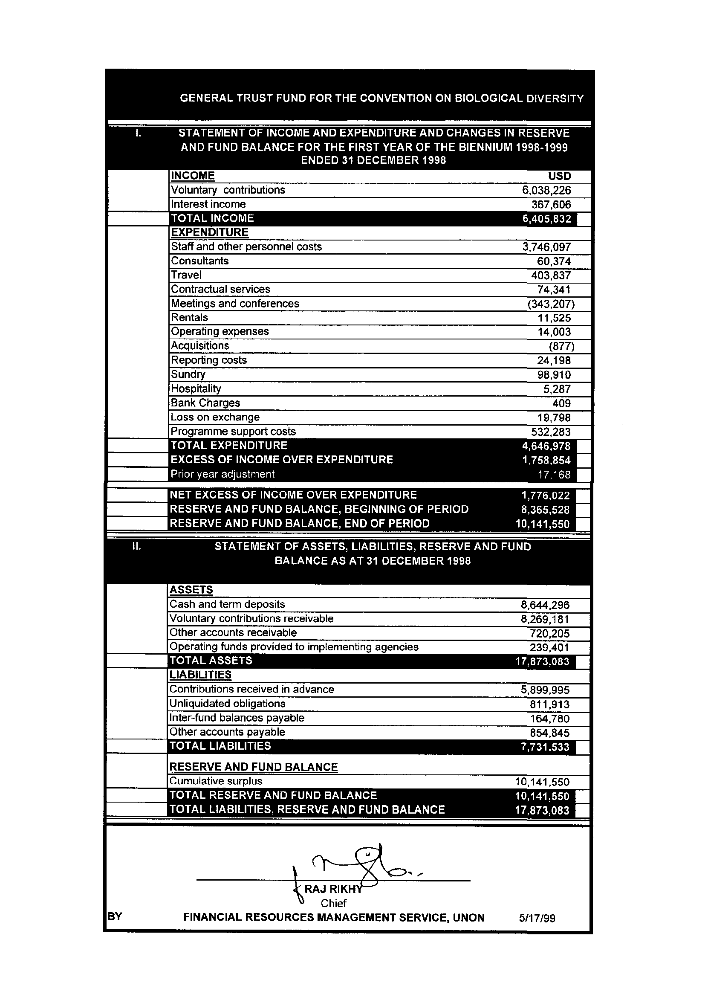 GENERAL TRUST FUND FOR THE CONVENTION ON BIOLOGICAL DIVERSITY
I. STATEMENT OF INCOME AND EXPENDITURE AND CHANGES IN RESERVE
AND FUND BALANCE FOR THE FIRST YEAR OF THE BIENNIUM 1998-1999
ENDED 31 DECEMBER 1998
INCOME USD
Voluntary contributions 6,038,226
Interest income 367,606
TOTAL INCOME 6,405,832
EXPENDITURE
Staff and other personnel costs 3,746,097
Consultants 60,374
Travel 403,837
Contractual services 74,341
Meetings and conferences (343,207)
Rentals 11,525
Operating expenses 14,003
Acquisitions (877)
Reporting costs 24,198
Sundry 98,910
Hospitality 5,287
Bank Charges 409
Loss on exchange 19,798
Programme support costs 532,283
TOTAL EXPENDITURE 4,646,978
EXCESS OF INCOME OVER EXPENDITURE 1,758,854
Prior year adjustment 17,168
NET EXCESS OF INCOME OVER EXPENDITURE 1,776,022
RESERVE AND FUND BALANCE, BEGINNING OF PERIOD 8,365,528
RESERVE AND FUND BALANCE, END OF PERIOD 10,141,550
II. STATEMENT OF ASSETS, LIABILITIES, RESERVE AND FUND
BALANCE AS AT 31 DECEMBER 1998
ASSETS
Cash and term deposits 8,644,296
Voluntary contributions receivable 8,269,181
Other accounts receivable 720,205
Operating funds provided to implementing agencies 239,401
TOTAL ASSETS 17,873,083
LIABILITIES
Contributions received in advance 5,899,995
Unliquidated obligations 811,913
Inter-fund balances payable 164,780
Other accounts payable 854,845
TOTAL LIABILITIES 7,731,533
RESERVE AND FUND BALANCE
Cumulative surplus 10,141,550
TOTAL RESERVE AND FUND BALANCE 10,141,550
TOTAL LIABILITIES, RESERVE AND FUND BALANCE 17,873,083
RAJ RIKHY
Chief
BY FINANCIAL RESOURCES MANAGEMENT SERVICE, UNON 5/17/99